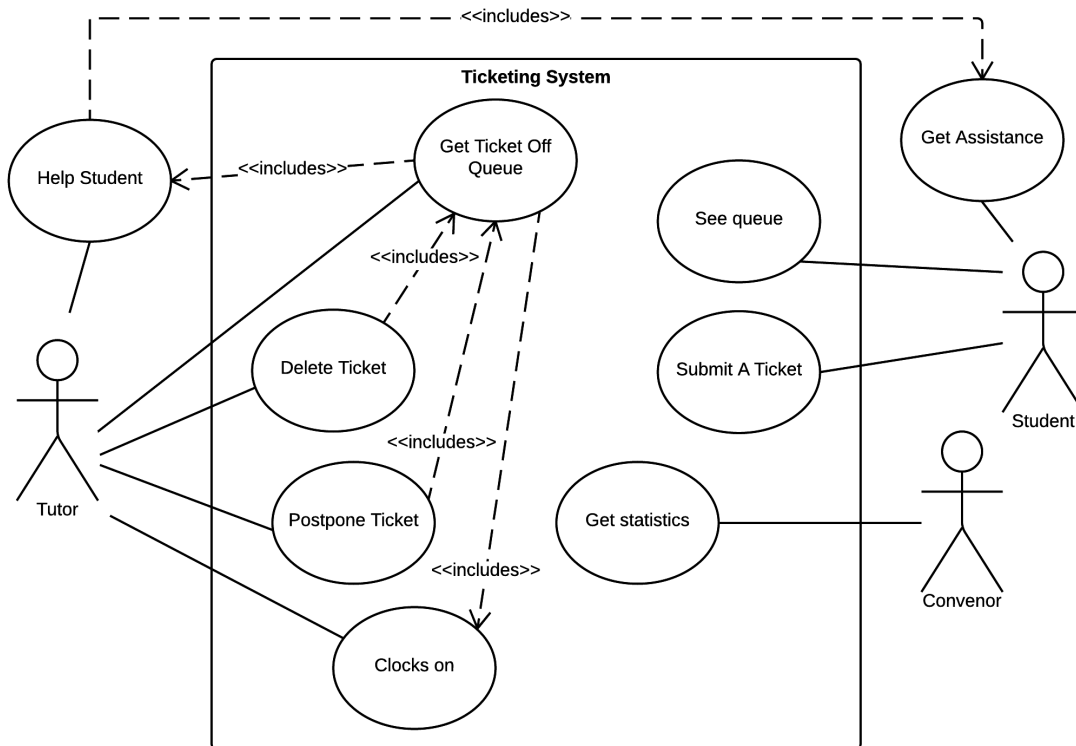 <<includes>>
Ticketing System
Help Student
<<includes>>
Get Ticket Off
Queue
Get Assistance
See queue
<<includes>>
Delete Ticket
Submit A Ticket
Student
<<includes>>
Tutor
Postpone Ticket
Get statistics
<<includes>>
Convenor
Clocks on